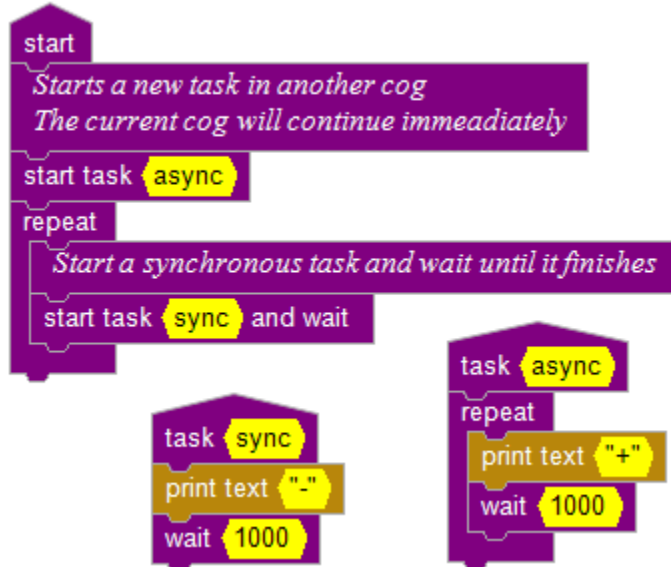 start
Starts a new task in another cog
The current cog will continue immeadiately
start task async
repeat
Start a synchronous task and wait until it finishes
start task sync and wait
task sync
print text "-"
wait 1000
task async
repeat
print text "+"
wait 1000